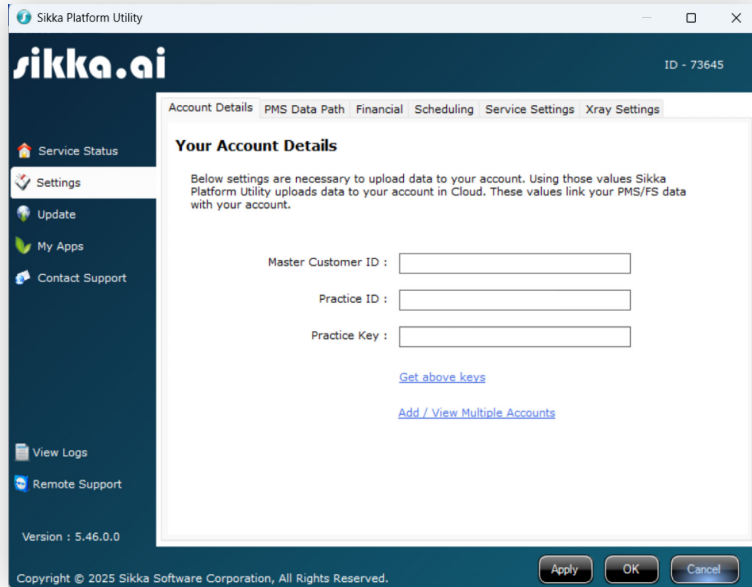 Sikka Platform Utility
sikka.ai
ID - 73645
Account Details PMS Data Path Financial Scheduling Service Settings Xray Settings
Service Status
Settings
Update
My Apps
Contact Support
View Logs
Remote Support
Version : 5.46.0.0
Your Account Details
Below settings are necessary to upload data to your account. Using those values Sikka
Platform Utility uploads data to your account in Cloud. These values link your PMS/FS data
with your account.
Master Customer ID :
Practice ID :
Practice Key :
Get above keys
Add / View Multiple Accounts
Apply OK Cancel
Copyright © 2025 Sikka Software Corporation, All Rights Reserved.